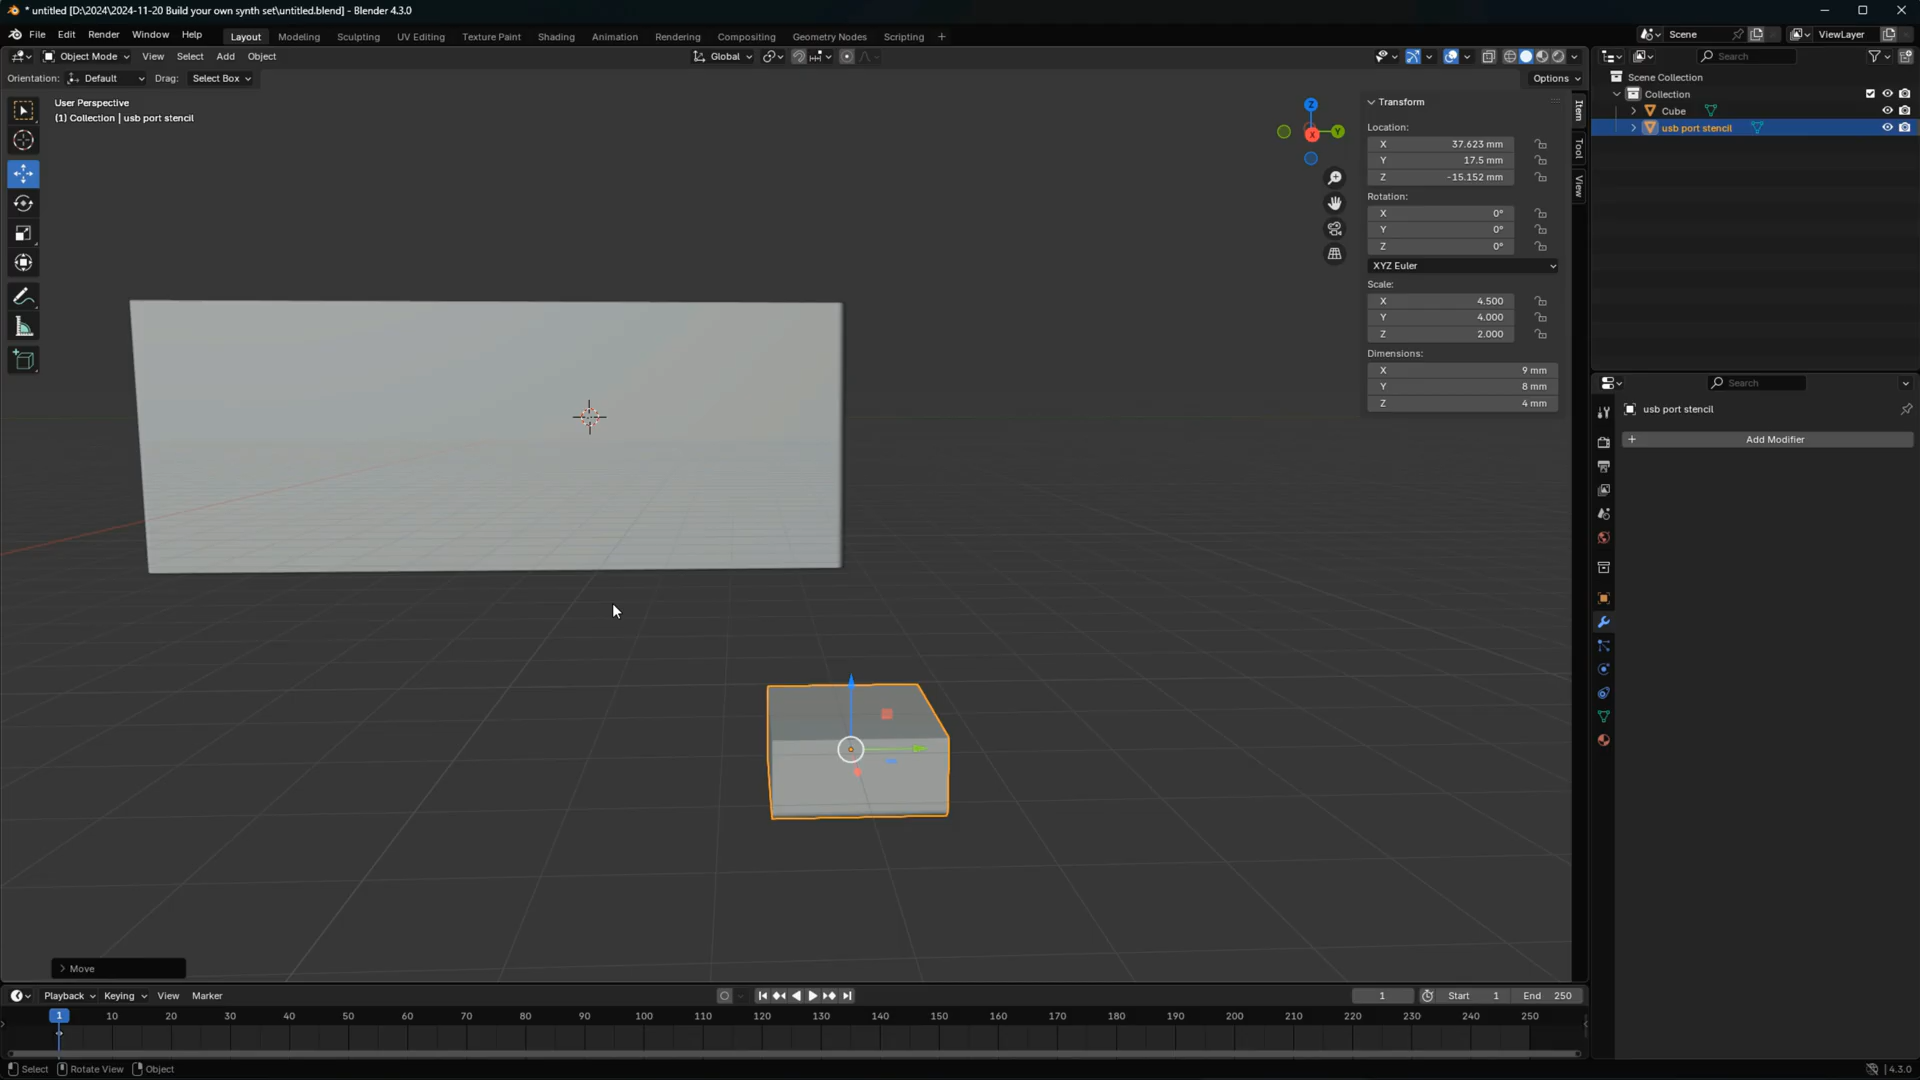 * untitled [D:\2024\2024-11-20 Build your own synth set\untitled.blend] - Blender 4.3.0
File Edit Render Window Help Layout Modeling Sculpting UV Editing Texture Paint Shading Animation Rendering Compositing Geometry Nodes Scripting + Scene ViewLayer
Object Mode View Select Add Object Global Search
Orientation: Default Drag: Select Box Options
Scene Collection
Collection
Cube
usb port stencil
User Perspective
(1) Collection | usb port stencil
Z
Y
X
Transform
Location:
X 37.623 mm
Y 17.5 mm
Z -15.152 mm
Rotation:
X 0°
Y 0°
Z 0°
XYZ Euler
Scale:
X 4.500
Y 4.000
Z 2.000
Dimensions:
X 9 mm
Y 8 mm
Z 4 mm
Item
Tool
View
Search
usb port stencil
+ Add Modifier
> Move
Playback Keying View Marker 1 Start 1 End 250
1 10 20 30 40 50 60 70 80 90 100 110 120 130 140 150 160 170 180 190 200 210 220 230 240 250
Select Rotate View Object 4.3.0